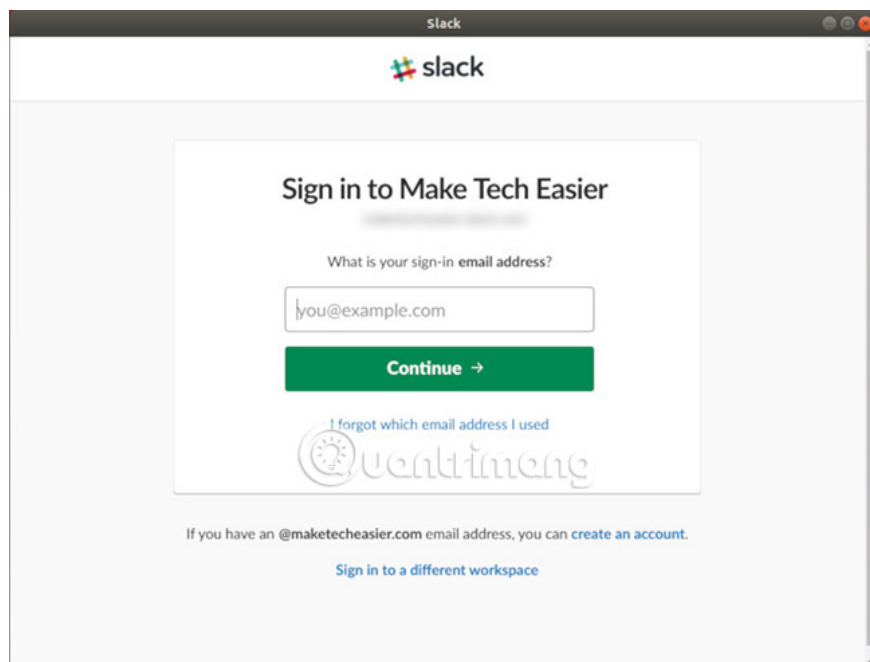 Slack
slack
Sign in to Make Tech Easier
What is your sign-in email address?
you@example.com
Continue →
I forgot which email address I used
Quantrimang
If you have an @maketecheasier.com email address, you can create an account.
Sign in to a different workspace